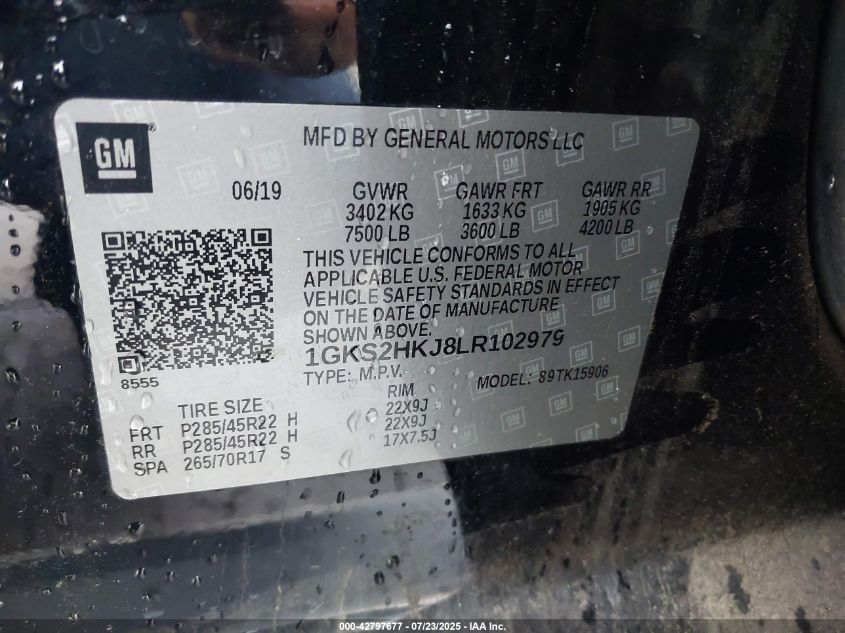 GM
MFD BY GENERAL MOTORS LLC
06/19 GVWR GAWR FRT GAWR RR
3402 KG 1633 KG 1905 KG
7500 LB 3600 LB 4200 LB
THIS VEHICLE CONFORMS TO ALL
APPLICABLE U.S. FEDERAL MOTOR
VEHICLE SAFETY STANDARDS IN EFFECT
ON THE DATE OF MANUFACTURE
SHOWN ABOVE.
1GKS2HKJ8LR102979
8555
TYPE: M.P.V. MODEL: 89TK15906
TIRE SIZE RIM
FRT P285/45R22 H 22X9J
RR P285/45R22 H 22X9J
SPA 265/70R17 S 17X7.5J
000-42797677 - 07/23/2025 - IAA Inc.